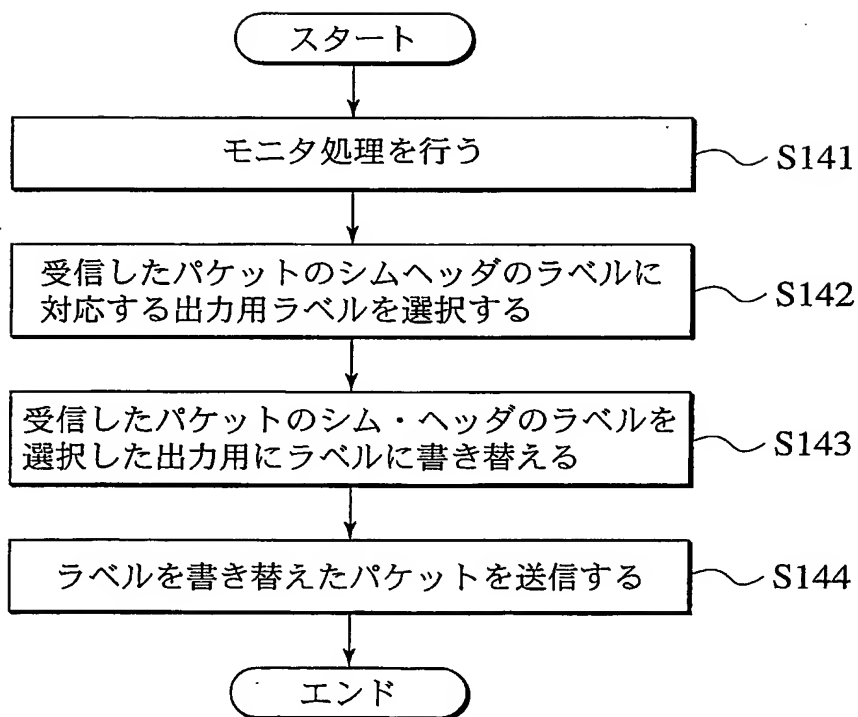 スタート
モニタ処理を行う
S141
受信したパケットのシムヘッダのラベルに
対応する出力用ラベルを選択する
S142
受信したパケットのシム・ヘッダのラベルを
選択した出力用にラベルに書き替える
S143
ラベルを書き替えたパケットを送信する
S144
エンド